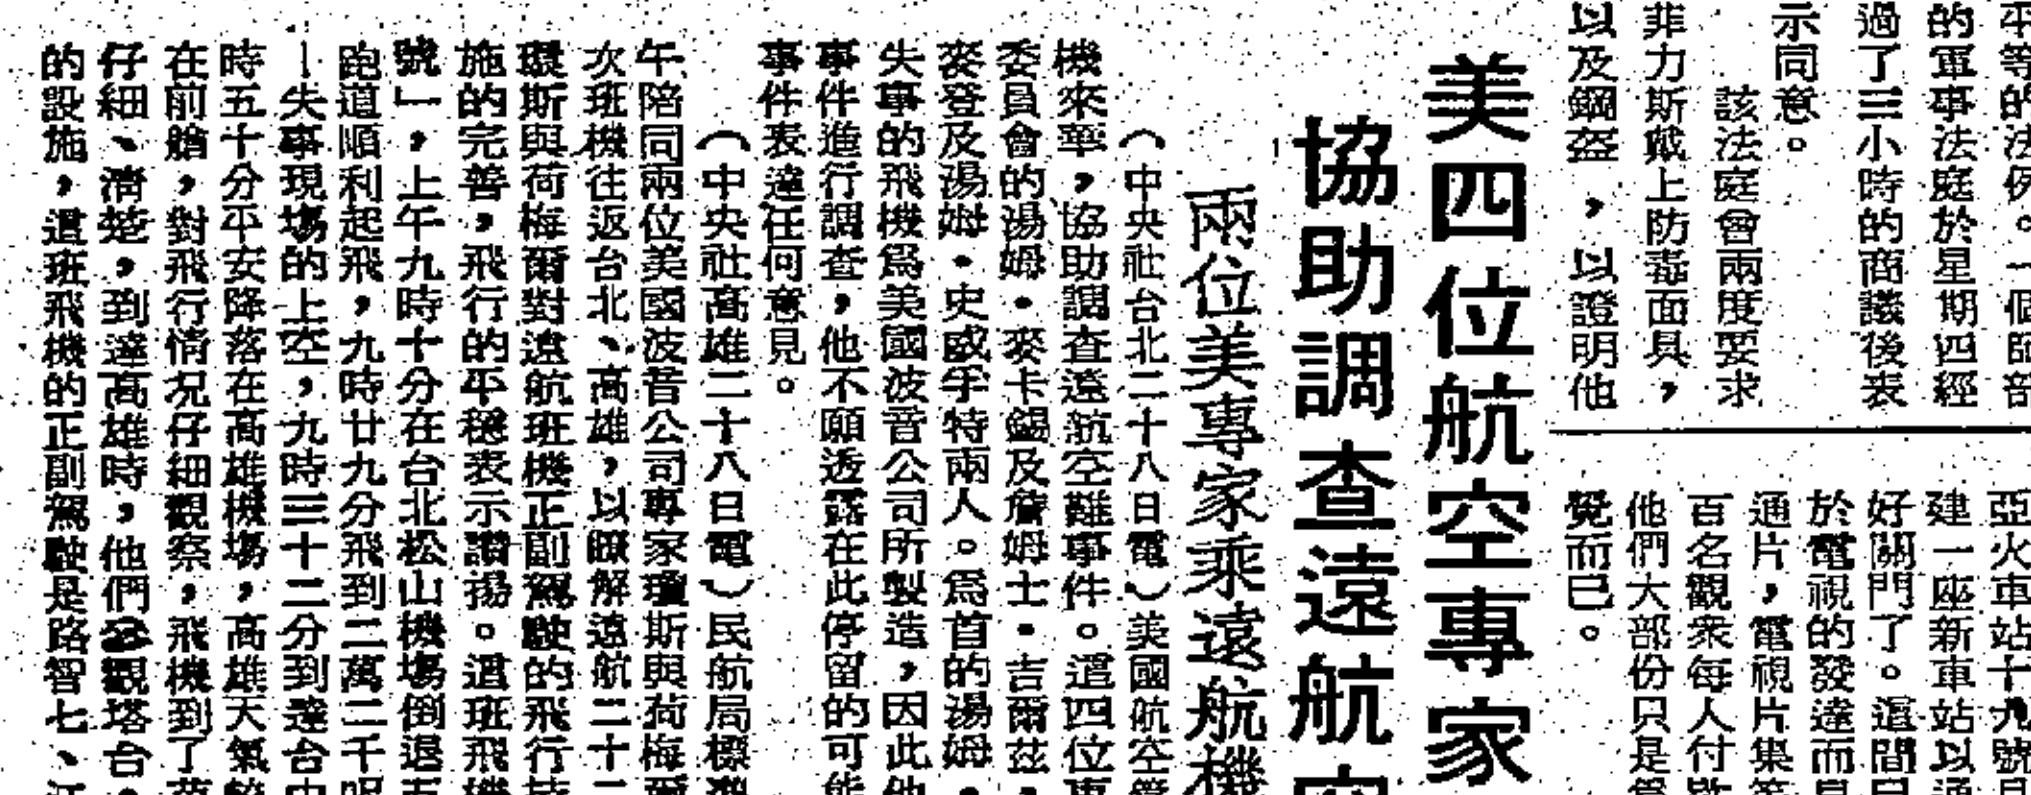 平等的法例。一個師部
的軍事法庭於星期四經
過了三小時的商議後表
示同意。
該法庭會兩度要求
菲力斯戴上防毒面具，
以及鋼盔，以證明他
亞火車站十九號
建一座新車站以通
好關門了。這間
於電視的發達而
通片，電視片集
百名觀衆每人付
他們大部份只是
覺而已。
美四位航空專家
協助調查遠航
兩位美專家乘遠航機
（中央社台北二十八日電）美國航空
機來華，協助調查遠航空難事件。這四位專
委員會的湯姆・麥卡錫及詹姆士・吉爾茲，
麥登及湯姆・史威乎特兩人。爲首的湯姆・
失事的飛機爲美國波音公司所製造，因此他
事件進行調查，他不願透露在此停留的可能
事件表達任何意見。
（中央社高雄二十八日電）民航局標準
午陪同兩位美國波音公司專家瓊斯與荷梅爾
次班機往返台北、高雄，以瞭解遠航二十二
瓊斯與荷梅爾對遠航班機正副駕駛的飛行技
施的完善，飛行的平穩表示讚揚。這班飛機
號」，上午九時十分在台北松山機場倒退
跑道順利起飛，九時廿九分飛到二萬二千呎
—失事現場的上空，九時三十二分到達台中
時五十分平安降落在高雄機場，高雄天氣
在前艙，對飛行情況仔細觀察，飛機到了
仔細、清楚，到達高雄時，他們參觀塔台，
的設施，這班飛機的正副駕駛是路智七、